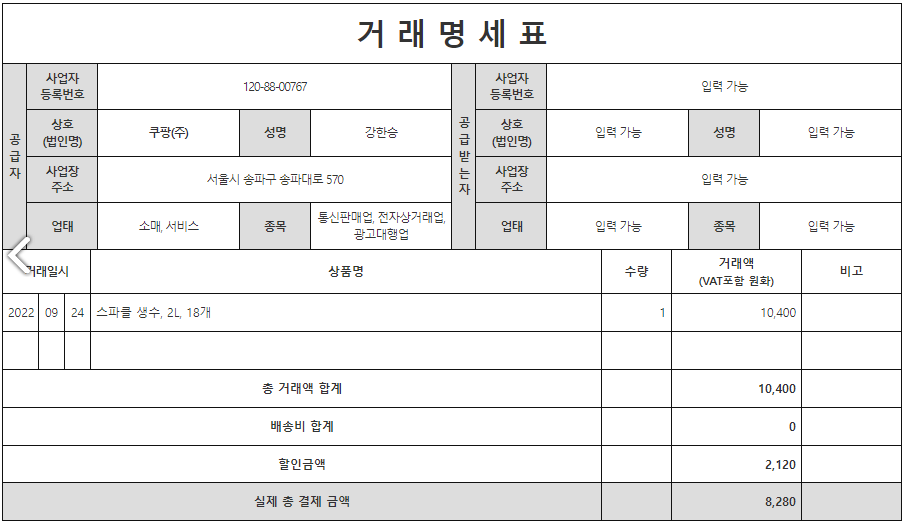 거 래 명 세 표
공급자
사업자
등록번호
120-88-00767
공급받는자
사업자
등록번호
입력 가능
상호
(법인명)
쿠팡(주)
성명
강한승
상호
(법인명)
입력 가능
성명
입력 가능
사업장
주소
서울시 송파구 송파대로 570
사업장
주소
입력 가능
업태
소매, 서비스
종목
통신판매업, 전자상거래업,
광고대행업
업태
입력 가능
종목
입력 가능
거래일시
상품명
수량
거래액
(VAT포함 원화)
비고
2022 09 24 스파클 생수, 2L, 18개 1 10,400
총 거래액 합계 10,400
배송비 합계 0
할인금액 2,120
실제 총 결제 금액 8,280